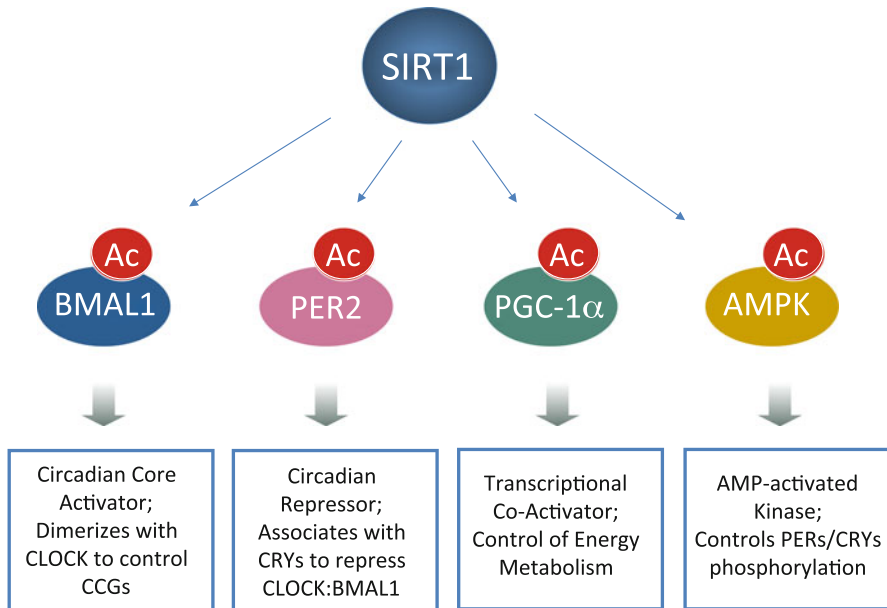 SIRT1
Ac
Ac
Ac
Ac
BMAL1
PER2
PGC-1α
AMPK
Circadian Core
Activator;
Dimerizes with
CLOCK to control
CCGs
Circadian
Repressor;
Associates with
CRYs to repress
CLOCK:BMAL1
Transcriptional
Co-Activator;
Control of Energy
Metabolism
AMP-activated
Kinase;
Controls PERs/CRYs
phosphorylation